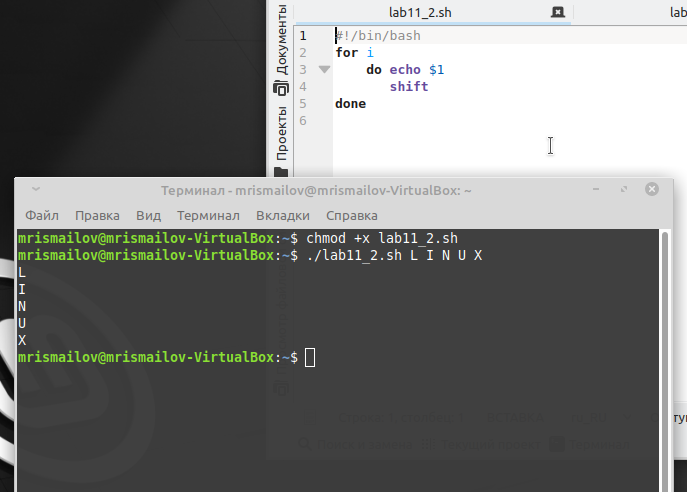 lab11_2.sh
lab
Документы
Проекты
1 #!/bin/bash
2 for i
3 do echo $1
4 shift
5 done
6
Терминал - mrismailov@mrismailov-VirtualBox: ~
Файл Правка Вид Терминал Вкладки Справка
mrismailov@mrismailov-VirtualBox:~$ chmod +x lab11_2.sh
mrismailov@mrismailov-VirtualBox:~$ ./lab11_2.sh L I N U X
L
I
N
U
X
mrismailov@mrismailov-VirtualBox:~$